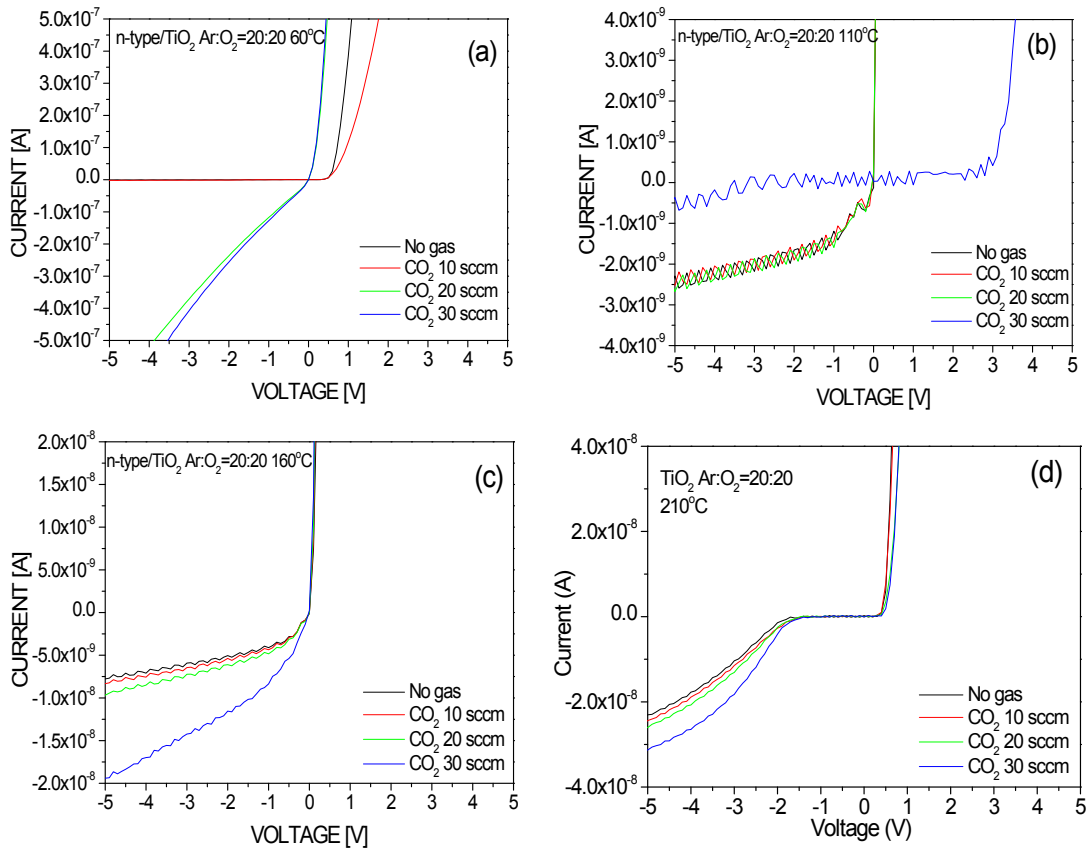 5.0x10⁻⁷
4.0x10⁻⁷
3.0x10⁻⁷
2.0x10⁻⁷
1.0x10⁻⁷
0.0
-1.0x10⁻⁷
-2.0x10⁻⁷
-3.0x10⁻⁷
-4.0x10⁻⁷
-5.0x10⁻⁷
CURRENT [A]
n-type/TiO₂ Ar:O₂=20:20 60°C
(a)
No gas
CO₂ 10 sccm
CO₂ 20 sccm
CO₂ 30 sccm
-5 -4 -3 -2 -1 0 1 2 3 4 5
VOLTAGE [V]
4.0x10⁻⁹
3.0x10⁻⁹
2.0x10⁻⁹
1.0x10⁻⁹
0.0
-1.0x10⁻⁹
-2.0x10⁻⁹
-3.0x10⁻⁹
-4.0x10⁻⁹
CURRENT [A]
n-type/TiO₂ Ar:O₂=20:20 110°C
(b)
No gas
CO₂ 10 sccm
CO₂ 20 sccm
CO₂ 30 sccm
-5 -4 -3 -2 -1 0 1 2 3 4 5
VOLTAGE [V]
2.0x10⁻⁸
1.5x10⁻⁸
1.0x10⁻⁸
5.0x10⁻⁹
0.0
-5.0x10⁻⁹
-1.0x10⁻⁸
-1.5x10⁻⁸
-2.0x10⁻⁸
CURRENT [A]
n-type/TiO₂ Ar:O₂=20:20 160°C
(c)
No gas
CO₂ 10 sccm
CO₂ 20 sccm
CO₂ 30 sccm
-5 -4 -3 -2 -1 0 1 2 3 4 5
VOLTAGE [V]
4.0x10⁻⁸
2.0x10⁻⁸
0.0
-2.0x10⁻⁸
-4.0x10⁻⁸
Current (A)
TiO₂ Ar:O₂=20:20
210°C
(d)
No gas
CO₂ 10 sccm
CO₂ 20 sccm
CO₂ 30 sccm
-5 -4 -3 -2 -1 0 1 2 3 4 5
Voltage (V)